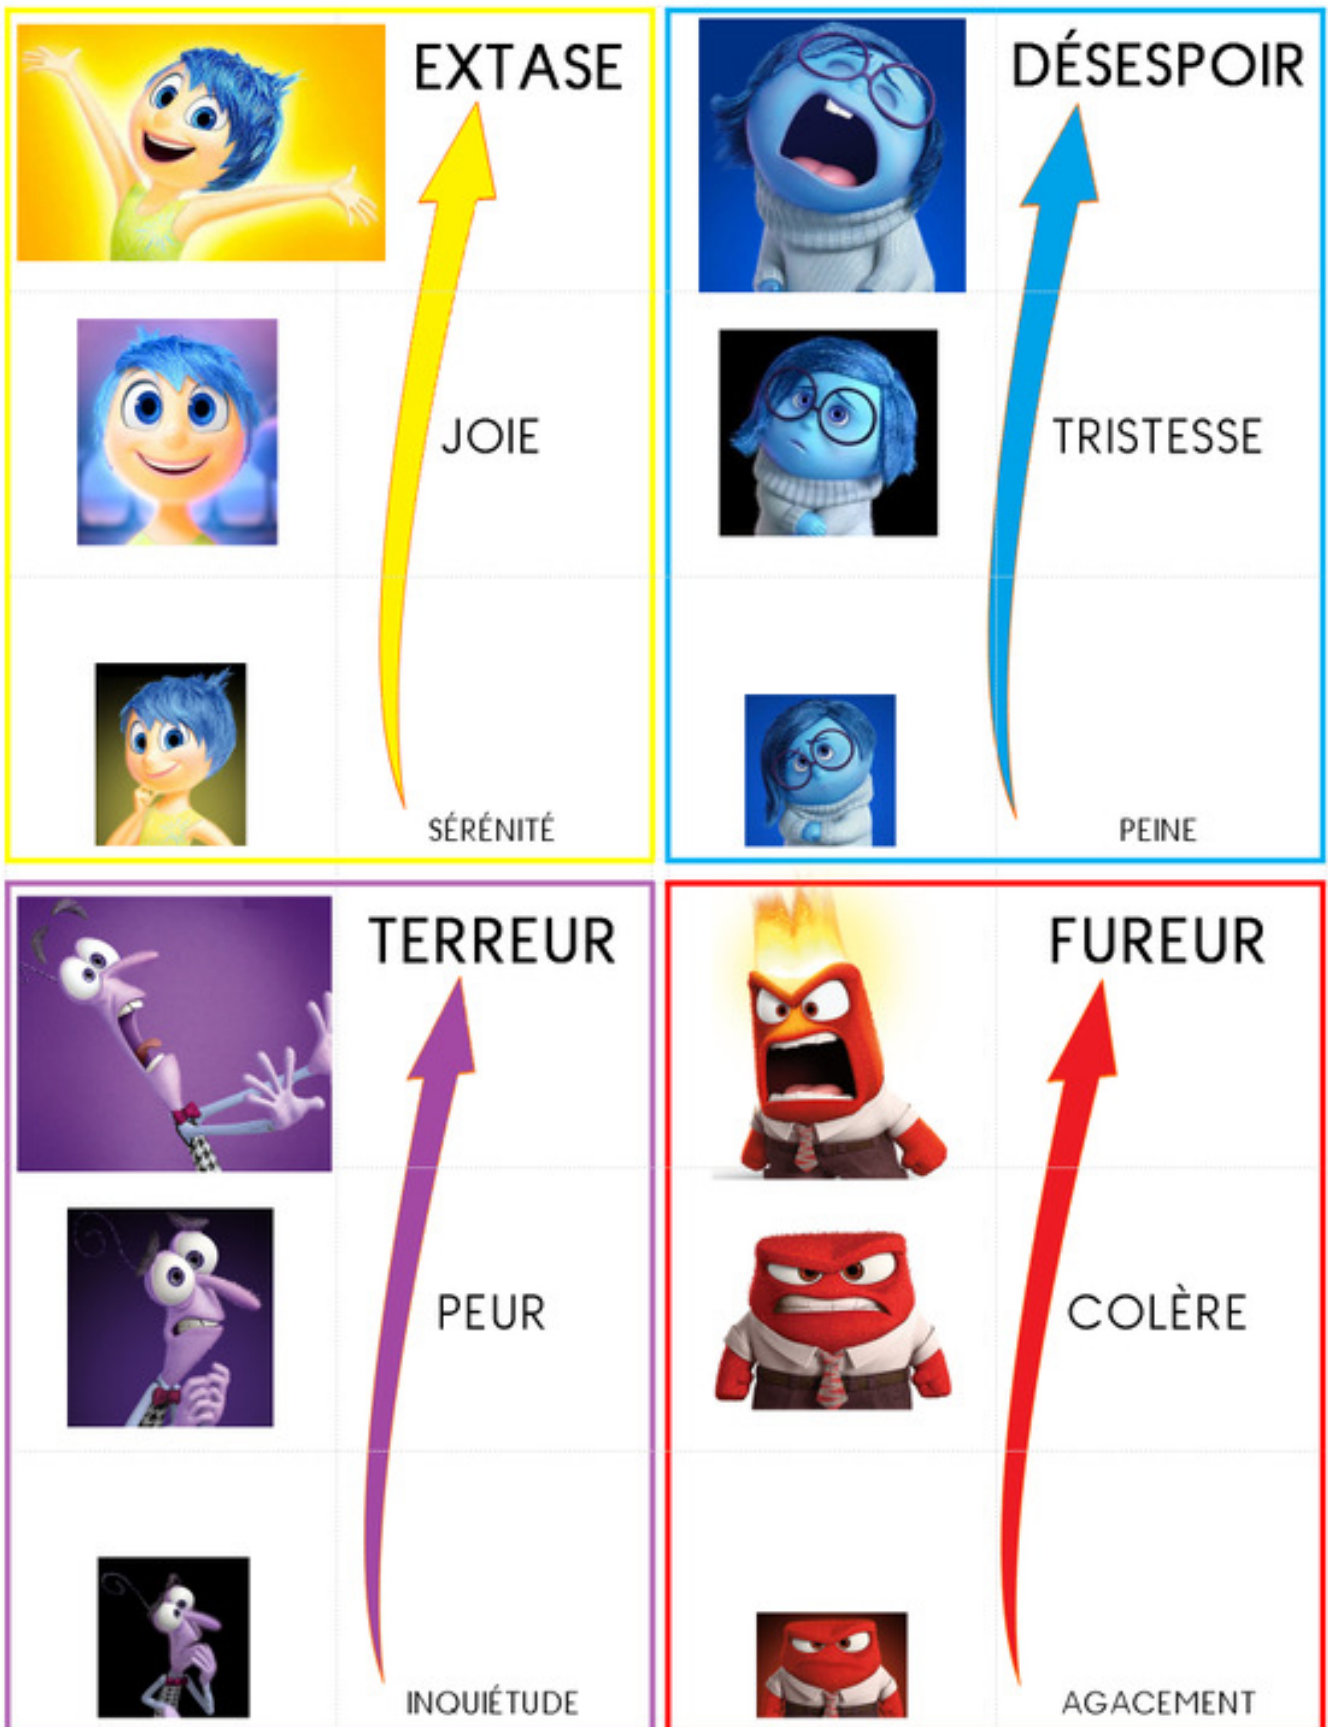 EXTASE
JOIE
SÉRÉNITÉ
DÉSESPOIR
TRISTESSE
PEINE
TERREUR
PEUR
INQUIÉTUDE
FUREUR
COLÈRE
AGACEMENT